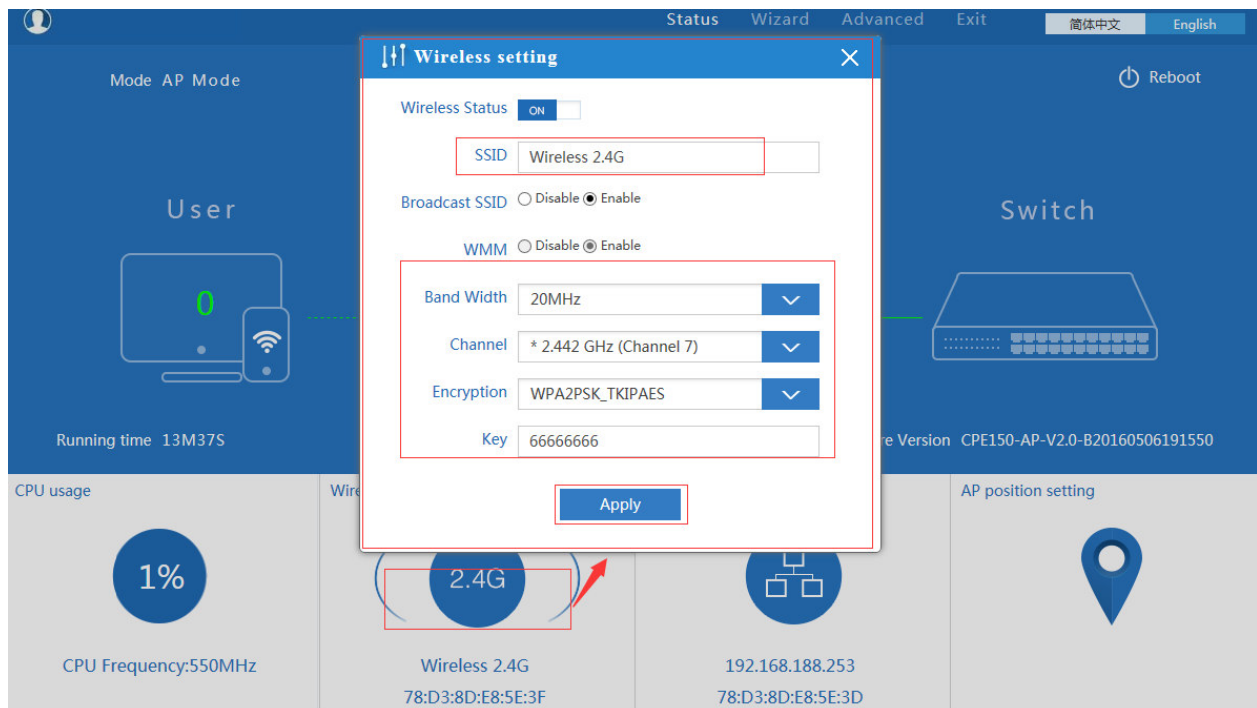 Status Wizard Advanced Exit 简体中文 English
Wireless setting
Mode AP Mode
Reboot
Wireless Status ON
SSID Wireless 2.4G
Broadcast SSID Disable Enable
WMM Disable Enable
User
Switch
0
Band Width 20MHz
Channel * 2.442 GHz (Channel 7)
Encryption WPA2PSK_TKIPAES
Key 66666666
Running time 13M37S
re Version CPE150-AP-V2.0-B20160506191550
Apply
CPU usage
Wire
AP position setting
1%
2.4G
CPU Frequency:550MHz
Wireless 2.4G
192.168.188.253
78:D3:8D:E8:5E:3F
78:D3:8D:E8:5E:3D